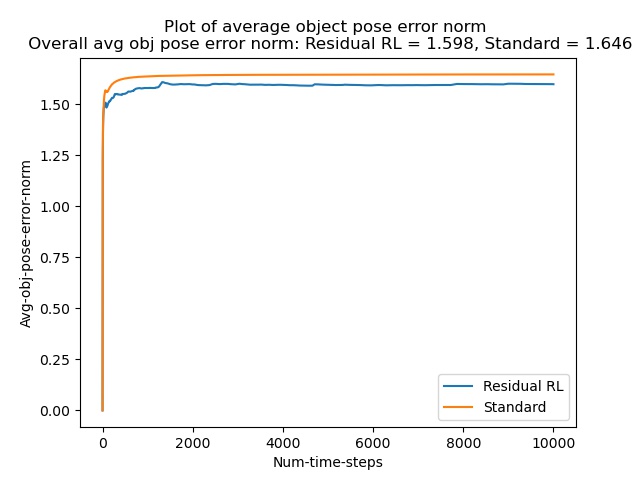 Plot of average object pose error norm
Overall avg obj pose error norm: Residual RL = 1.598, Standard = 1.646
Avg-obj-pose-error-norm
1.50
1.25
1.00
0.75
0.50
0.25
0.00
Residual RL
Standard
0 2000 4000 6000 8000 10000
Num-time-steps